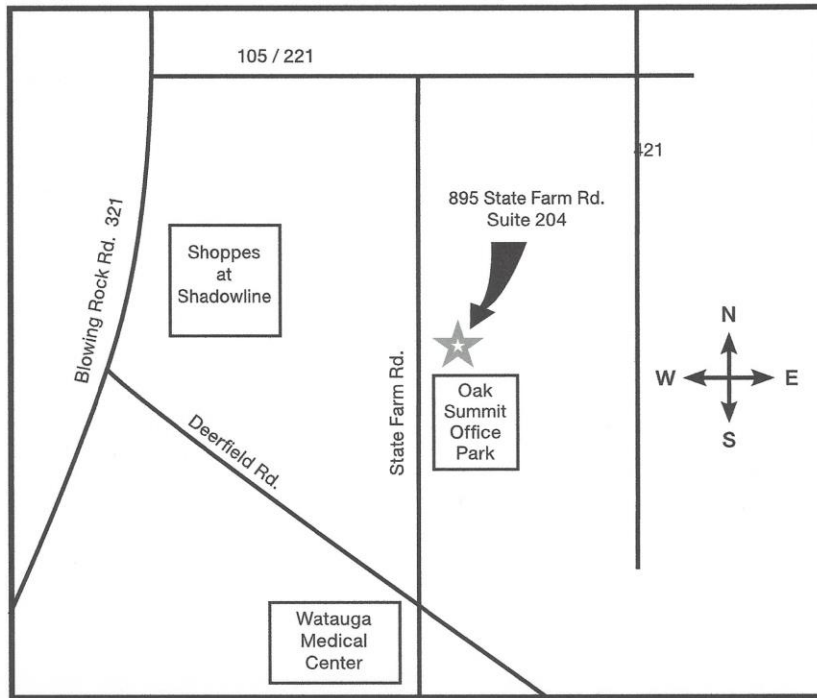 105 / 221
421
895 State Farm Rd.
Suite 204
Blowing Rock Rd. 321
Shoppes
at
Shadowline
N
W
E
S
State Farm Rd.
Oak
Summit
Office
Park
Deerfield Rd.
Watauga
Medical
Center